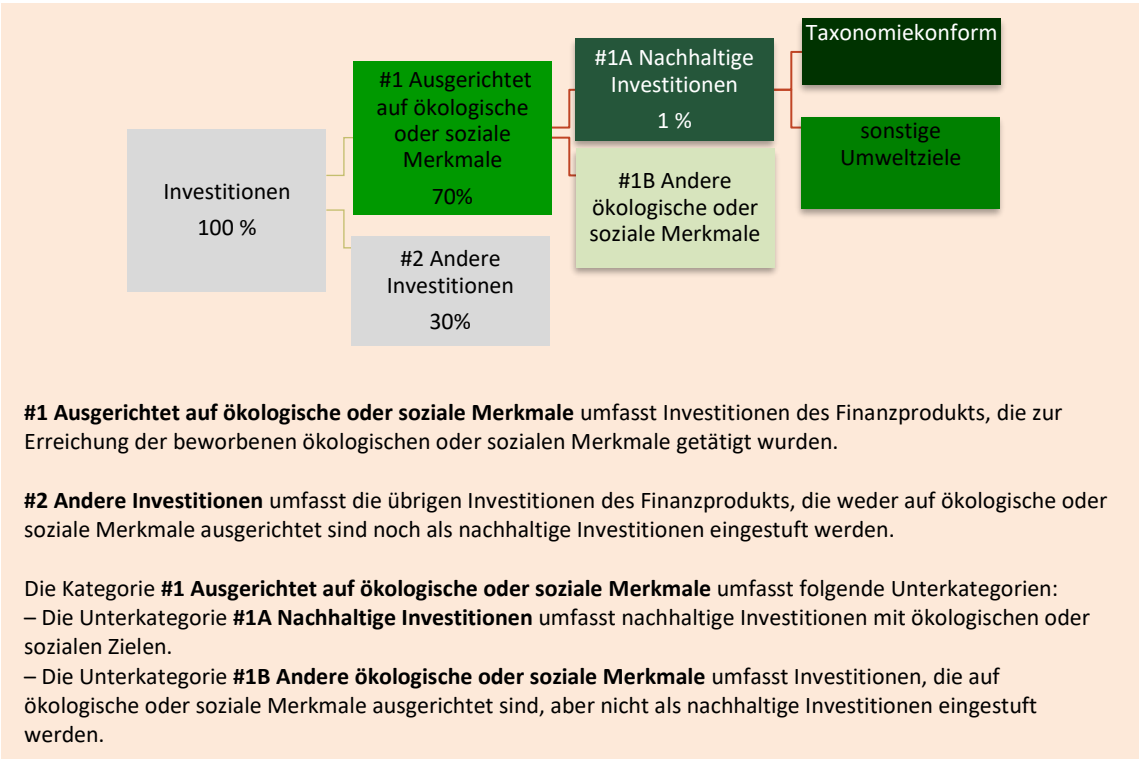 Investitionen
100 %
#1 Ausgerichtet
auf ökologische
oder soziale
Merkmale
70%
#2 Andere
Investitionen
30%
#1A Nachhaltige
Investitionen
1 %
#1B Andere
ökologische oder
soziale Merkmale
Taxonomiekonform
sonstige
Umweltziele
#1 Ausgerichtet auf ökologische oder soziale Merkmale umfasst Investitionen des Finanzprodukts, die zur
Erreichung der beworbenen ökologischen oder sozialen Merkmale getätigt wurden.
#2 Andere Investitionen umfasst die übrigen Investitionen des Finanzprodukts, die weder auf ökologische oder
soziale Merkmale ausgerichtet sind noch als nachhaltige Investitionen eingestuft werden.
Die Kategorie #1 Ausgerichtet auf ökologische oder soziale Merkmale umfasst folgende Unterkategorien:
– Die Unterkategorie #1A Nachhaltige Investitionen umfasst nachhaltige Investitionen mit ökologischen oder
sozialen Zielen.
– Die Unterkategorie #1B Andere ökologische oder soziale Merkmale umfasst Investitionen, die auf
ökologische oder soziale Merkmale ausgerichtet sind, aber nicht als nachhaltige Investitionen eingestuft
werden.